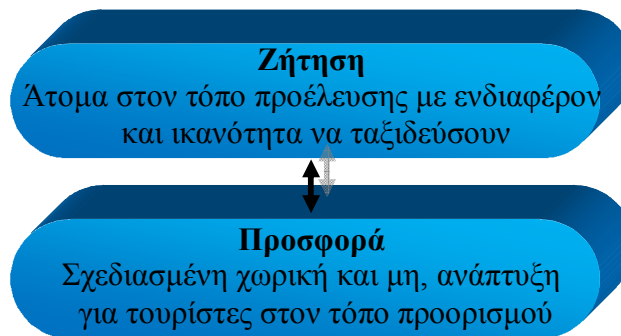 Ζήτηση
Άτομα στον τόπο προέλευσης με ενδιαφέρον
και ικανότητα να ταξιδεύσουν
Προσφορά
Σχεδιασμένη χωρική και μη, ανάπτυξη
για τουρίστες στον τόπο προορισμού